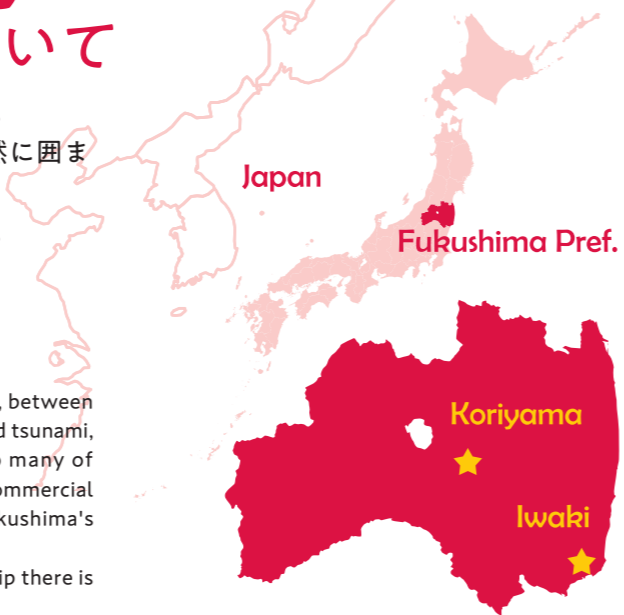 いて
然に囲ま
Japan
Fukushima Pref.
, between
d tsunami,
many of
ommercial
kushima's
ip there is
Koriyama
Iwaki